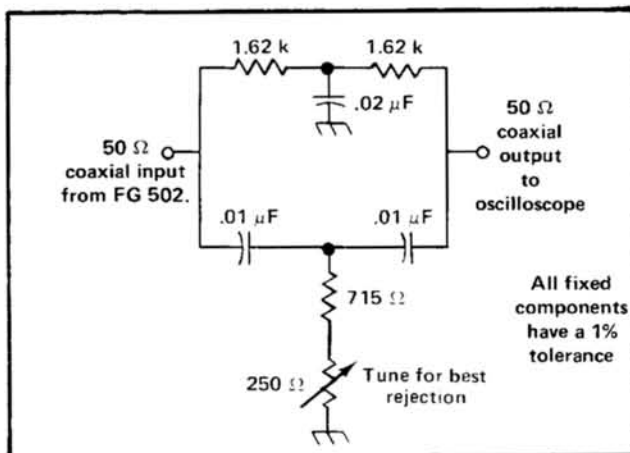 1.62 k
1.62 k
.02 µF
50 Ω
coaxial input
from FG 502.
50 Ω
coaxial
output
to
oscilloscope
.01 µF
.01 µF
715 Ω
All fixed
components
have a 1%
tolerance
250 Ω
Tune for best
rejection